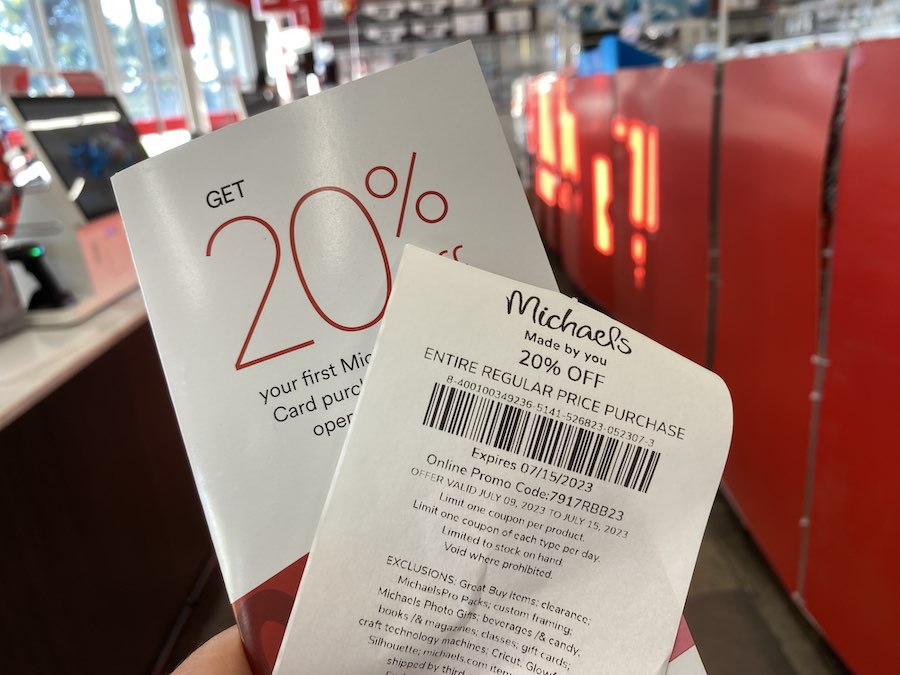 GET
20%
your first
Card
Michaels
Made by you
20% OFF
ENTIRE REGULAR PRICE PURCHASE
8-400100349236-5141-526823-052307-3
Expires 07/15/2023
Online Promo Code:7917RBB23
OFFER VALID JULY 09, 2023 TO JULY 15, 2023
Limit one coupon per product.
Limit one coupon of each type per day.
Limited to stock on hand.
Void where prohibited.
EXCLUSIONS: Great Buy Items; clearance;
MichaelsPro Packs; custom framing;
Michaels Photo Gifts; beverages /& candy;
books /& magazines; classes; gift cards;
craft technology machines; Cricut, Glowforge
Silhouette; michaels.com items
shipped by third